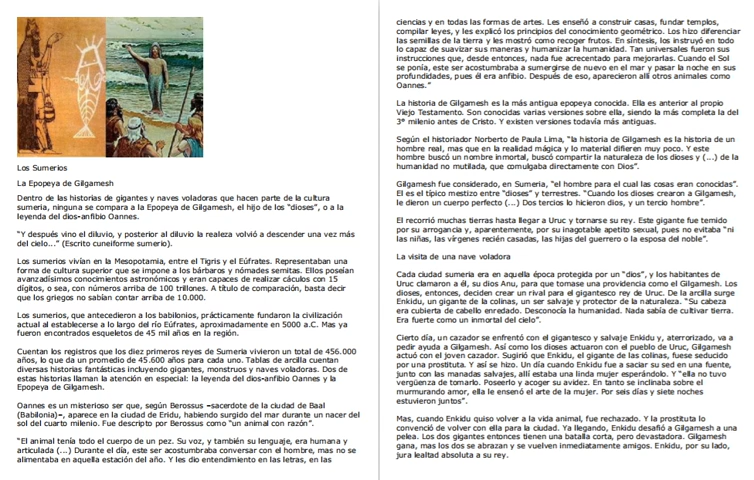 Los Sumerios
La Epopeya de Gilgamesh
Dentro de las historias de gigantes y naves voladoras que hacen parte de la cultura
sumeria, ninguna se compara a la Epopeya de Gilgamesh, el hijo de los "dioses", o a la
leyenda del dios-anfibio Oannes.
"Y después vino el diluvio, y posterior al diluvio la realeza volvió a descender una vez más
del cielo..." (Escrito cuneiforme sumerio).
Los sumerios vivían en la Mesopotamia, entre el Tigris y el Eúfrates. Representaban una
forma de cultura superior que se impone a los bárbaros y nómades semitas. Ellos poseían
avanzadísimos conocimientos astronómicos y eran capaces de realizar cálculos con 15
dígitos, o sea, con números arriba de 100 trillones. A título de comparación, basta decir
que los griegos no sabían contar arriba de 10.000.
Los sumerios, que antecedieron a los babilonios, prácticamente fundaron la civilización
actual al establecerse a lo largo del río Eúfrates, aproximadamente en 5000 a.C. Mas ya
fueron encontrados esqueletos de 45 mil años en la región.
Cuentan los registros que los diez primeros reyes de Sumeria vivieron un total de 456.000
años, lo que da un promedio de 45.600 años para cada uno. Tablas de arcilla cuentan
diversas historias fantásticas incluyendo gigantes, monstruos y naves voladoras. Dos de
estas historias llaman la atención en especial: la leyenda del dios-anfibio Oannes y la
Epopeya de Gilgamesh.
Oannes es un misterioso ser que, según Berossus -sacerdote de la ciudad de Baal
(Babilonia)-, aparece en la ciudad de Eridu, habiendo surgido del mar durante un nacer del
sol del cuarto milenio. Fue descripto por Berossus como "un animal con razón".
"El animal tenía todo el cuerpo de un pez. Su voz, y también su lenguaje, era humana y
articulada (...) Durante el día, este ser acostumbraba conversar con el hombre, mas no se
alimentaba en aquella estación del año. Y les dio entendimiento en las letras, en las
ciencias y en todas las formas de artes. Les enseñó a construir casas, fundar templos,
compilar leyes, y les explicó los principios del conocimiento geométrico. Los hizo diferenciar
las semillas de la tierra y les mostró como recoger frutos. En síntesis, los instruyó en todo
lo capaz de suavizar sus maneras y humanizar la humanidad. Tan universales fueron sus
instrucciones que, desde entonces, nada fue acrecentado para mejorarlas. Cuando el Sol
se ponía, este ser acostumbraba a sumergirse de nuevo en el mar y pasar la noche en sus
profundidades, pues él era anfibio. Después de eso, aparecieron allí otros animales como
Oannes."
La historia de Gilgamesh es la más antigua epopeya conocida. Ella es anterior al propio
Viejo Testamento. Son conocidas varias versiones sobre ella, siendo la más completa la del
3º milenio antes de Cristo. Y existen versiones todavía más antiguas.
Según el historiador Norberto de Paula Lima, "la historia de Gilgamesh es la historia de un
hombre real, mas que en la realidad mágica y lo material difieren muy poco. Y este
hombre buscó un nombre inmortal, buscó compartir la naturaleza de los dioses y (...) de la
humanidad no mutilada, que comulgaba directamente con Dios".
Gilgamesh fue considerado, en Sumeria, "el hombre para el cual las cosas eran conocidas".
El es el típico mestizo entre "dioses" y terrestres. "Cuando los dioses crearon a Gilgamesh,
le dieron un cuerpo perfecto (...) Dos tercios lo hicieron dios, y un tercio hombre".
El recorrió muchas tierras hasta llegar a Uruc y tornarse su rey. Este gigante fue temido
por su arrogancia y, aparentemente, por su inagotable apetito sexual, pues no evitaba "ni
las niñas, las vírgenes recién casadas, las hijas del guerrero o la esposa del noble".
La visita de una nave voladora
Cada ciudad sumeria era en aquella época protegida por un "dios", y los habitantes de
Uruc clamaron a él, su dios Anu, para que tomase una providencia como el Gilgamesh. Los
dioses, entonces, deciden crear un rival para el gigantesco rey de Uruc. De la arcilla surge
Enkidu, un gigante de la colinas, un ser salvaje y protector de la naturaleza. "Su cabeza
era cubierta de cabello enredado. Desconocía la humanidad. Nada sabía de cultivar tierra.
Era fuerte como un inmortal del cielo".
Cierto día, un cazador se enfrentó con el gigantesco y salvaje Enkidu y, aterrorizado, va a
pedir ayuda a Gilgamesh. Así como los dioses actuaron con el pueblo de Uruc, Gilgamesh
actuó con el joven cazador. Sugirió que Enkidu, el gigante de las colinas, fuese seducido
por una prostituta. Y así se hizo. Un día cuando Enkidu fue a saciar su sed en una fuente,
junto con las manadas salvajes, allí estaba una linda mujer esperándolo. Y "ella no tuvo
vergüenza de tomarlo. Poseerlo y acoger su avidez. En tanto se inclinaba sobre el
murmurando amor, ella le ensenó el arte de la mujer. Por seis días y siete noches
estuvieron juntos".
Mas, cuando Enkidu quiso volver a la vida animal, fue rechazado. Y la prostituta lo
convenció de volver con ella para la ciudad. Ya llegando, Enkidu desafió a Gilgamesh a una
pelea. Los dos gigantes entonces tienen una batalla corta, pero devastadora. Gilgamesh
gana, mas los dos se abrazan y se vuelven inmediatamente amigos. Enkidu, por su lado,
jura lealtad absoluta a su rey.